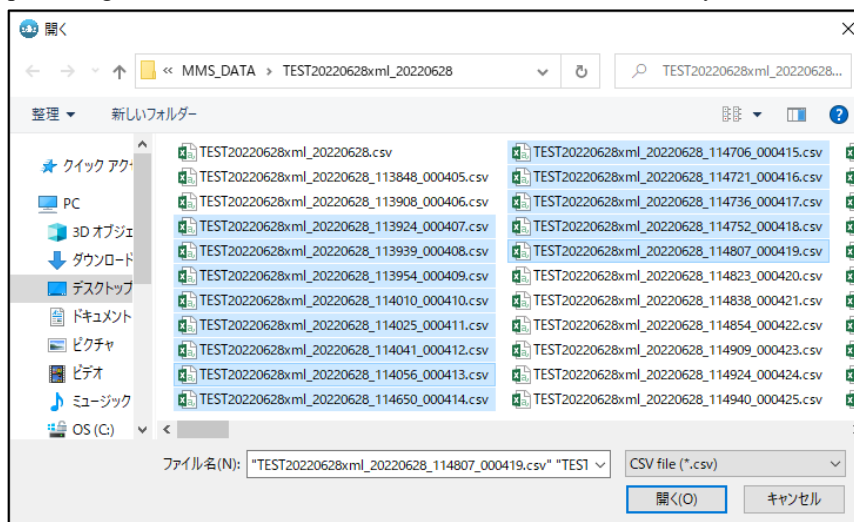 開く
« MMS_DATA > TEST20220628xml_20220628
TEST20220628xml_20220628...
整理 新しいフォルダー
クイック アクセ
PC
3D オブジェ
ダウンロード
デスクトップ
ドキュメント
ピクチャ
ビデオ
ミュージック
OS (C:)
TEST20220628xml_20220628.csv
TEST20220628xml_20220628_113848_000405.csv
TEST20220628xml_20220628_113908_000406.csv
TEST20220628xml_20220628_113924_000407.csv
TEST20220628xml_20220628_113939_000408.csv
TEST20220628xml_20220628_113954_000409.csv
TEST20220628xml_20220628_114010_000410.csv
TEST20220628xml_20220628_114025_000411.csv
TEST20220628xml_20220628_114041_000412.csv
TEST20220628xml_20220628_114056_000413.csv
TEST20220628xml_20220628_114650_000414.csv
TEST20220628xml_20220628_114706_000415.csv
TEST20220628xml_20220628_114721_000416.csv
TEST20220628xml_20220628_114736_000417.csv
TEST20220628xml_20220628_114752_000418.csv
TEST20220628xml_20220628_114807_000419.csv
TEST20220628xml_20220628_114823_000420.csv
TEST20220628xml_20220628_114838_000421.csv
TEST20220628xml_20220628_114854_000422.csv
TEST20220628xml_20220628_114909_000423.csv
TEST20220628xml_20220628_114924_000424.csv
TEST20220628xml_20220628_114940_000425.csv
ファイル名(N): "TEST20220628xml_20220628_114807_000419.csv" "TEST
CSV file (*.csv)
開く(O) キャンセル